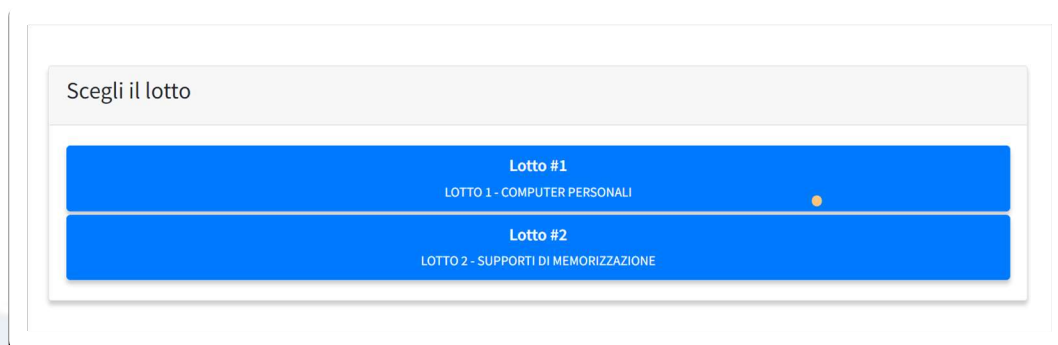 Scegli il lotto
Lotto #1
LOTTO 1 - COMPUTER PERSONALI
Lotto #2
LOTTO 2 - SUPPORTI DI MEMORIZZAZIONE